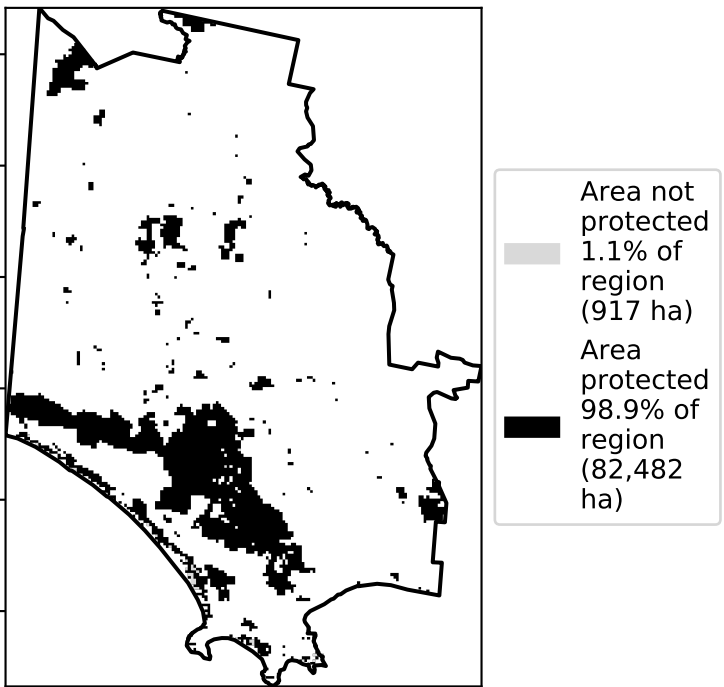 Area not
protected
1.1% of
region
(917 ha)
Area
protected
98.9% of
region
(82,482
ha)